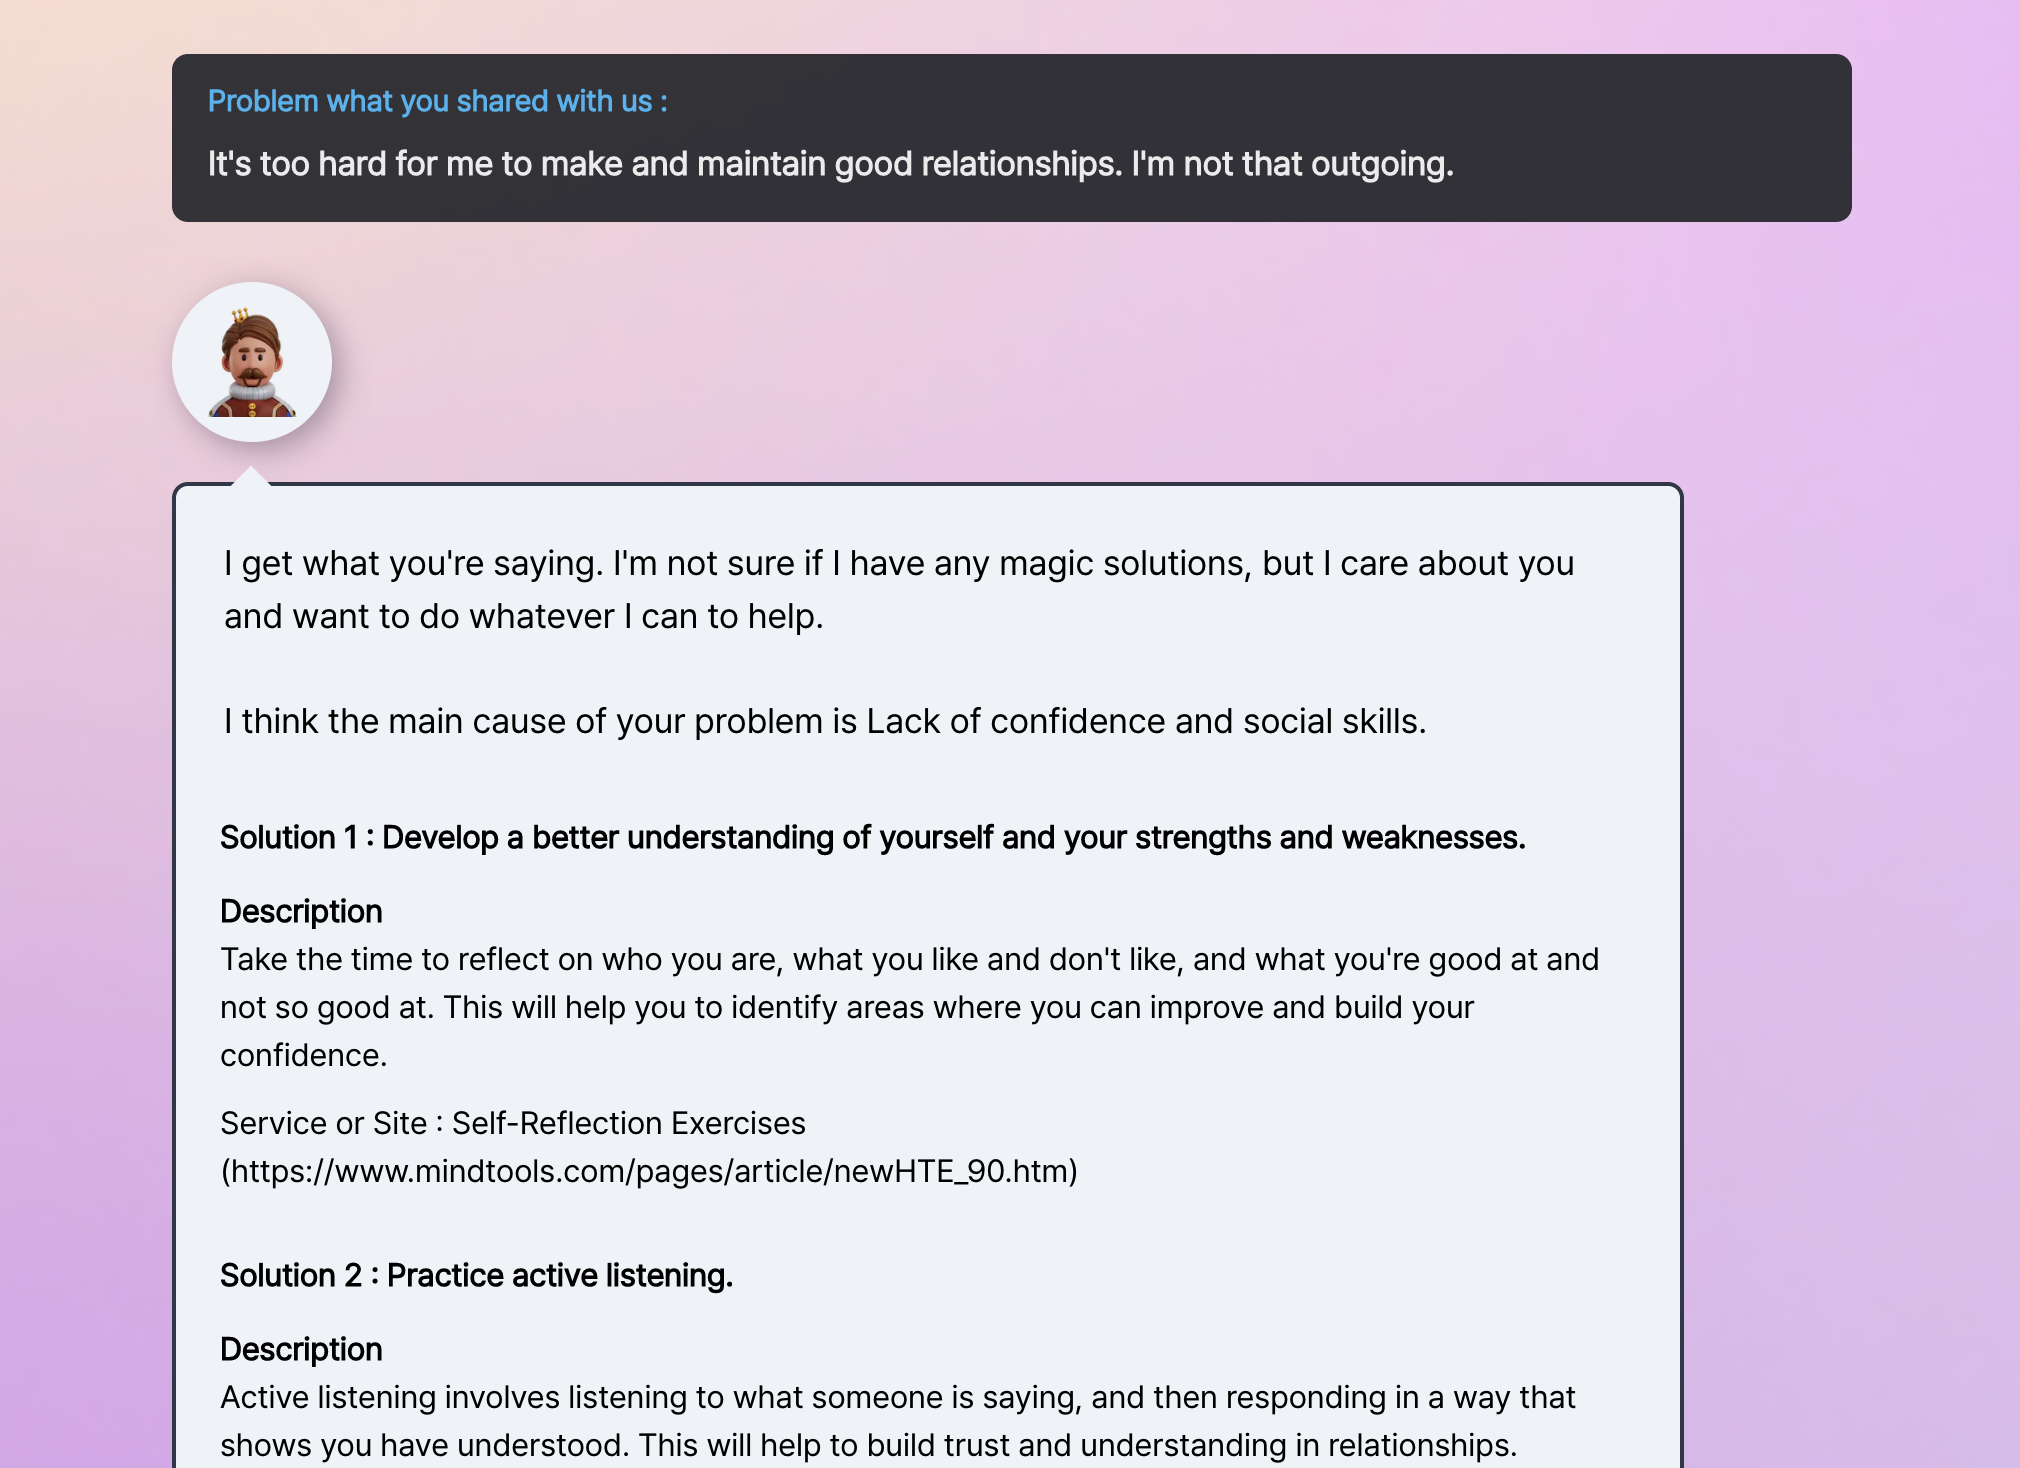 Problem what you shared with us :
It's too hard for me to make and maintain good relationships. I'm not that outgoing.
I get what you're saying. I'm not sure if I have any magic solutions, but I care about you
and want to do whatever I can to help.
I think the main cause of your problem is Lack of confidence and social skills.
Solution 1 : Develop a better understanding of yourself and your strengths and weaknesses.
Description
Take the time to reflect on who you are, what you like and don't like, and what you're good at and
not so good at. This will help you to identify areas where you can improve and build your
confidence.
Service or Site : Self-Reflection Exercises
(https://www.mindtools.com/pages/article/newHTE_90.htm)
Solution 2 : Practice active listening.
Description
Active listening involves listening to what someone is saying, and then responding in a way that
shows you have understood. This will help to build trust and understanding in relationships.